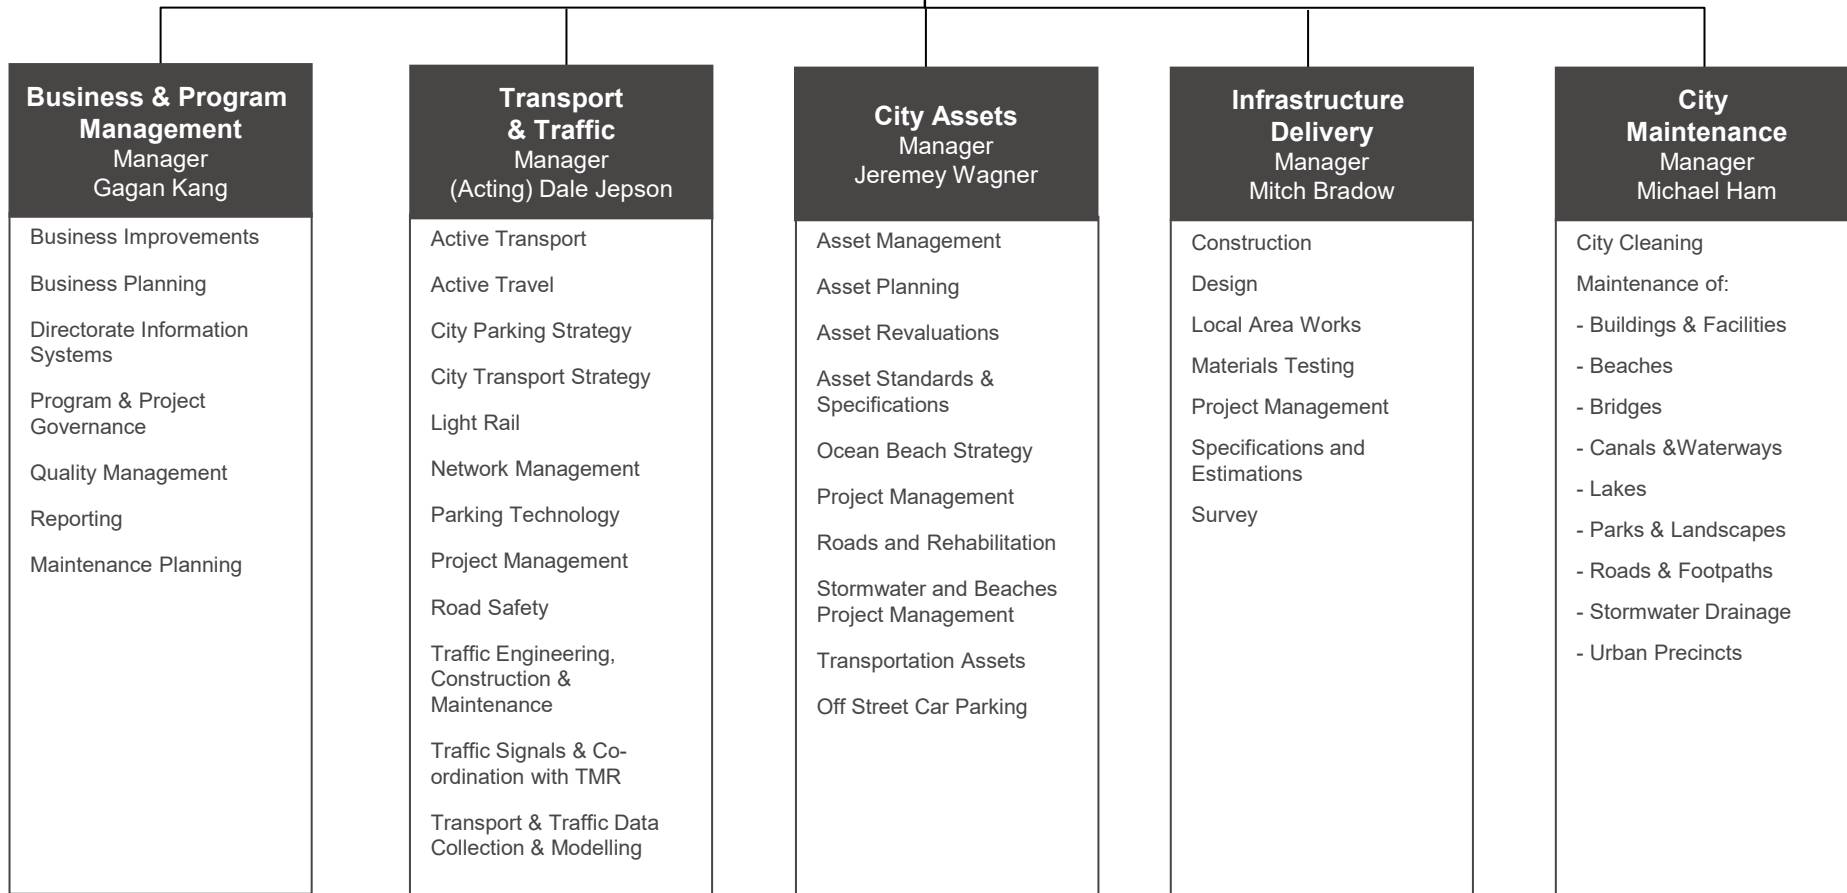 Business & Program
Management
Manager
Gagan Kang
Business Improvements
Business Planning
Directorate Information
Systems
Program & Project
Governance
Quality Management
Reporting
Maintenance Planning
Transport
& Traffic
Manager
(Acting) Dale Jepson
Active Transport
Active Travel
City Parking Strategy
City Transport Strategy
Light Rail
Network Management
Parking Technology
Project Management
Road Safety
Traffic Engineering,
Construction &
Maintenance
Traffic Signals & Co-
ordination with TMR
Transport & Traffic Data
Collection & Modelling
City Assets
Manager
Jeremey Wagner
Asset Management
Asset Planning
Asset Revaluations
Asset Standards &
Specifications
Ocean Beach Strategy
Project Management
Roads and Rehabilitation
Stormwater and Beaches
Project Management
Transportation Assets
Off Street Car Parking
Infrastructure
Delivery
Manager
Mitch Bradow
Construction
Design
Local Area Works
Materials Testing
Project Management
Specifications and
Estimations
Survey
City
Maintenance
Manager
Michael Ham
City Cleaning
Maintenance of:
- Buildings & Facilities
- Beaches
- Bridges
- Canals &Waterways
- Lakes
- Parks & Landscapes
- Roads & Footpaths
- Stormwater Drainage
- Urban Precincts